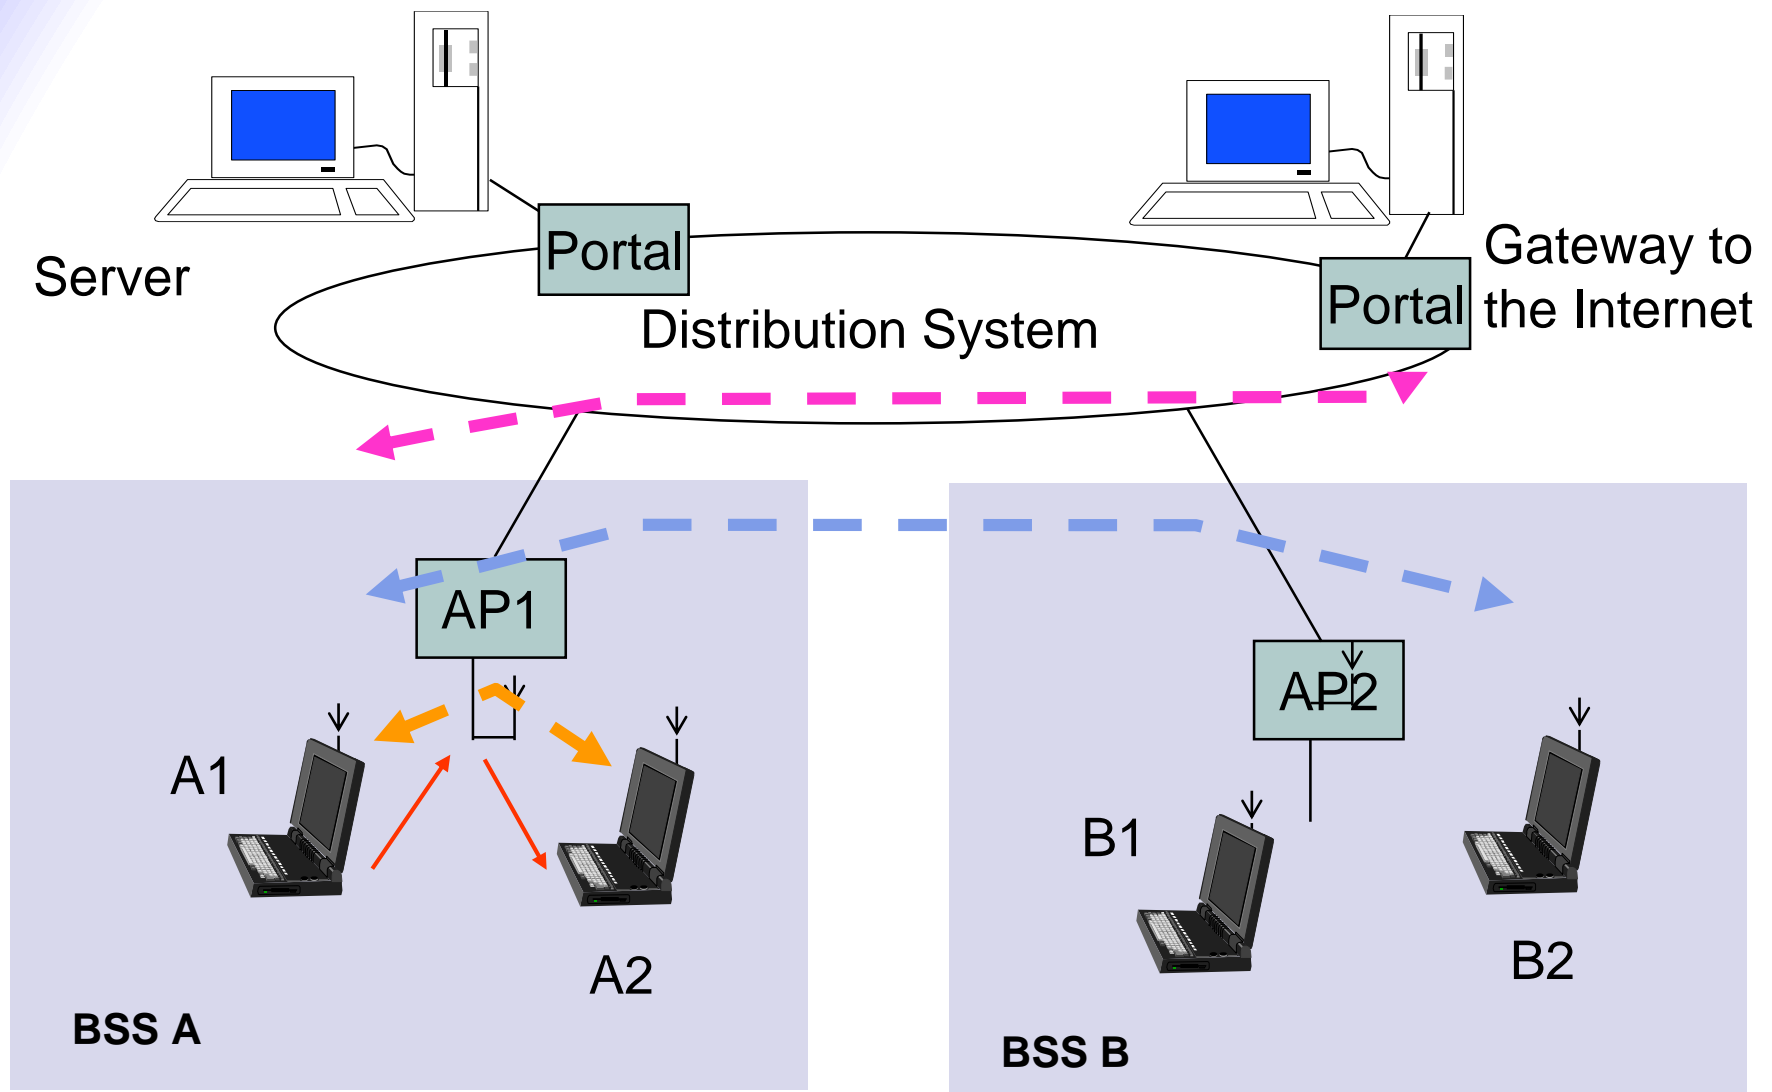 Server
Portal
Gateway to
the Internet
Portal
Distribution System
AP1
AP2
A1
A2
B1
B2
BSS A
BSS B